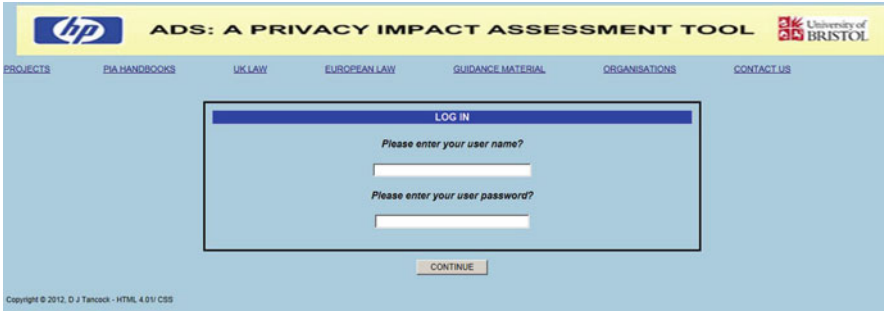 hp
ADS: A PRIVACY IMPACT ASSESSMENT TOOL
University of
BRISTOL
PROJECTS PIA HANDBOOKS UK LAW EUROPEAN LAW GUIDANCE MATERIAL ORGANISATIONS CONTACT US
LOG IN
Please enter your user name?
Please enter your user password?
CONTINUE
Copyright © 2012, D J Tancock - HTML 4.01/ CSS